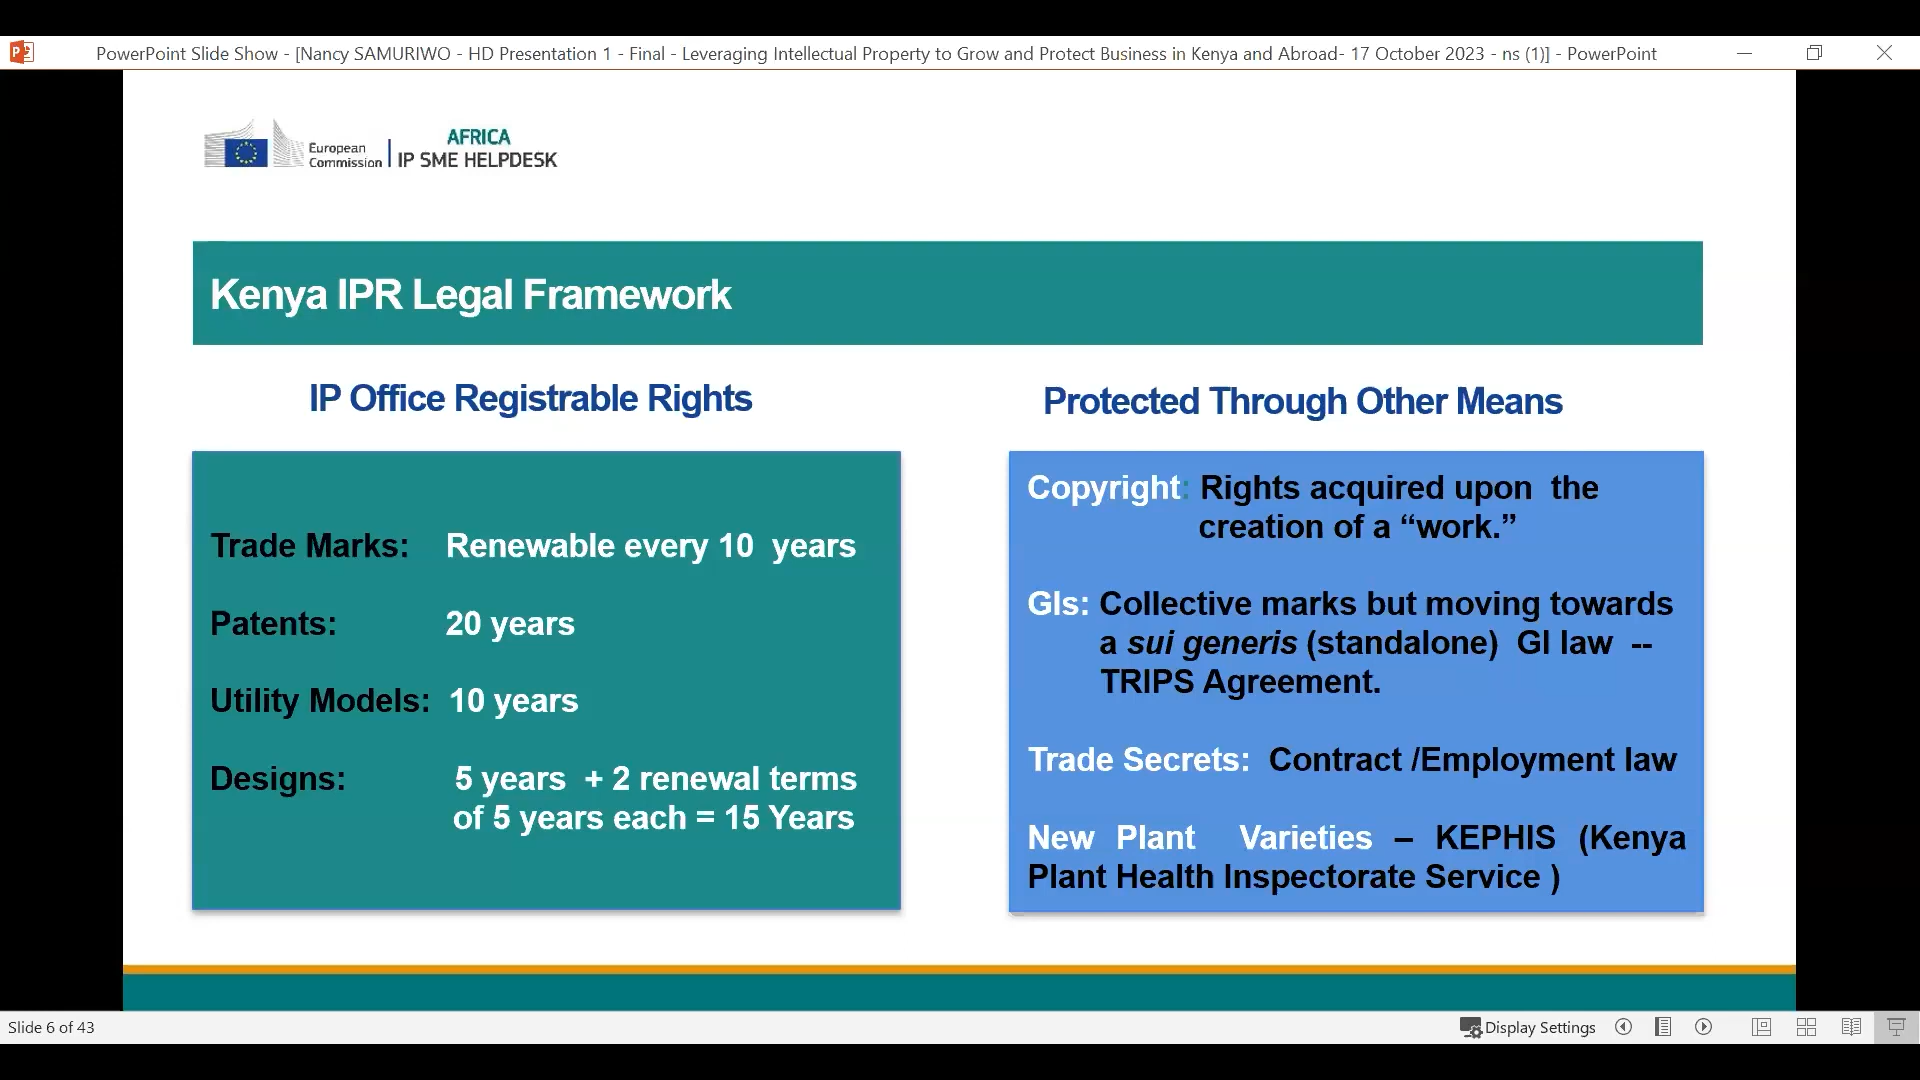 PowerPoint Slide Show - [Nancy SAMURIWO - HD Presentation 1 - Final - Leveraging Intellectual Property to Grow and Protect Business in Kenya and Abroad- 17 October 2023 - ns (1)] - PowerPoint
European
Commission
AFRICA
IP SME HELPDESK
Kenya IPR Legal Framework
IP Office Registrable Rights
Trade Marks: Renewable every 10 years
Patents: 20 years
Utility Models: 10 years
Designs: 5 years + 2 renewal terms
of 5 years each = 15 Years
Protected Through Other Means
Copyright: Rights acquired upon the
creation of a “work.”
GIs: Collective marks but moving towards
a sui generis (standalone) GI law --
TRIPS Agreement.
Trade Secrets: Contract /Employment law
New Plant Varieties – KEPHIS (Kenya
Plant Health Inspectorate Service )
Slide 6 of 43
Display Settings